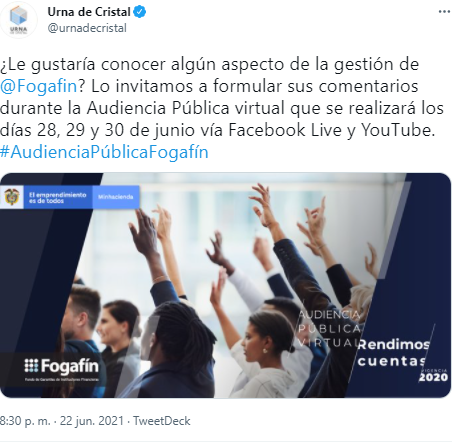 Urna de Cristal
@urnadecristal
URNA
DE CRISTAL
¿Le gustaría conocer algún aspecto de la gestión de
@Fogafin? Lo invitamos a formular sus comentarios
durante la Audiencia Pública virtual que se realizará los
días 28, 29 y 30 de junio vía Facebook Live y YouTube.
#AudienciaPúblicaFogafín
El emprendimiento
es de todos
Minhacienda
AUDIENCIA
PÚBLICA
VIRTUAL
Rendimos
cuentas
VIGENCIA
2020
Fogafín
Fondo de Garantías de Instituciones Financieras
8:30 p. m. · 22 jun. 2021 · TweetDeck